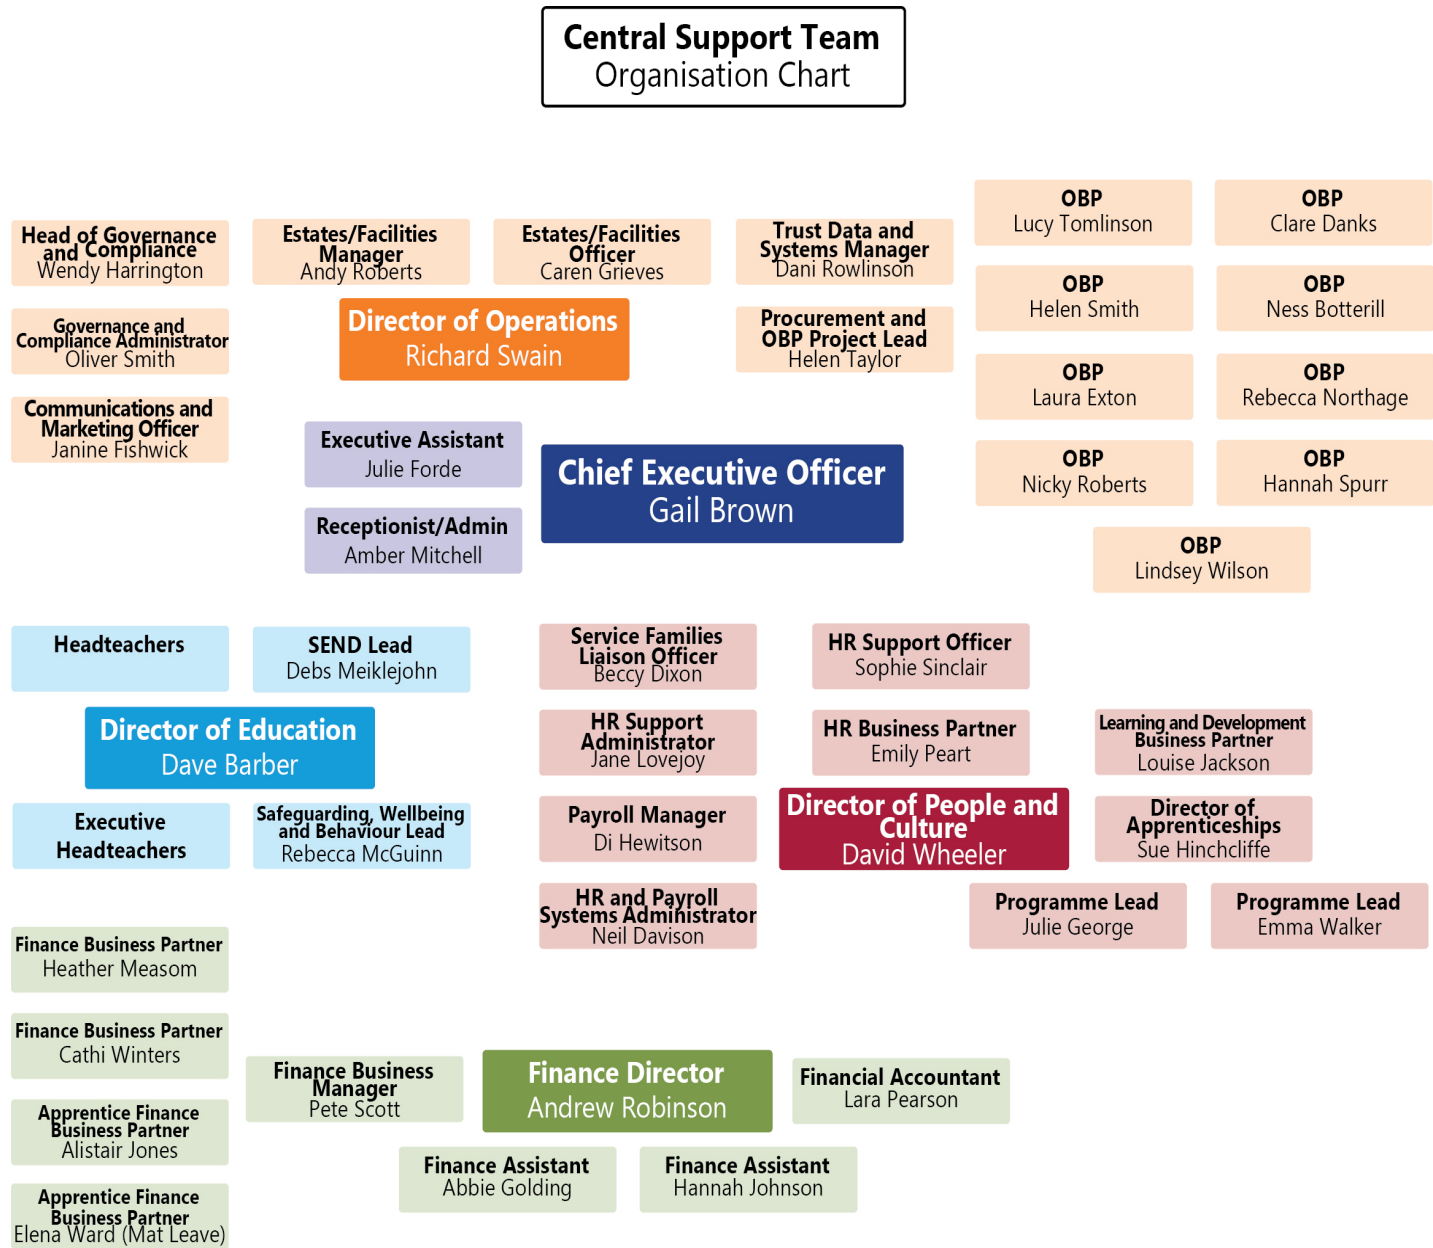 Central Support Team
Organisation Chart
Head of Governance
and Compliance
Wendy Harrington
Estates/Facilities
Manager
Andy Roberts
Estates/Facilities
Officer
Caren Grieves
Trust Data and
Systems Manager
Dani Rowlinson
OBP
Lucy Tomlinson
OBP
Clare Danks
OBP
Helen Smith
OBP
Ness Botterill
Governance and
Compliance Administrator
Oliver Smith
Director of Operations
Richard Swain
Procurement and
OBP Project Lead
Helen Taylor
OBP
Laura Exton
OBP
Rebecca Northage
Communications and
Marketing Officer
Janine Fishwick
Executive Assistant
Julie Forde
Chief Executive Officer
Gail Brown
OBP
Nicky Roberts
OBP
Hannah Spurr
Receptionist/Admin
Amber Mitchell
OBP
Lindsey Wilson
Headteachers
SEND Lead
Debs Meiklejohn
Director of Education
Dave Barber
Executive
Headteachers
Safeguarding, Wellbeing
and Behaviour Lead
Rebecca McGuinn
Service Families
Liaison Officer
Beccy Dixon
HR Support Officer
Sophie Sinclair
HR Support
Administrator
Jane Lovejoy
HR Business Partner
Emily Peart
Learning and Development
Business Partner
Louise Jackson
Payroll Manager
Di Hewitson
Director of People and
Culture
David Wheeler
Director of
Apprenticeships
Sue Hinchcliffe
HR and Payroll
Systems Administrator
Neil Davison
Programme Lead
Julie George
Programme Lead
Emma Walker
Finance Business Partner
Heather Measom
Finance Business Partner
Cathi Winters
Finance Business
Manager
Pete Scott
Finance Director
Andrew Robinson
Financial Accountant
Lara Pearson
Apprentice Finance
Business Partner
Alistair Jones
Finance Assistant
Abbie Golding
Finance Assistant
Hannah Johnson
Apprentice Finance
Business Partner
Elena Ward (Mat Leave)